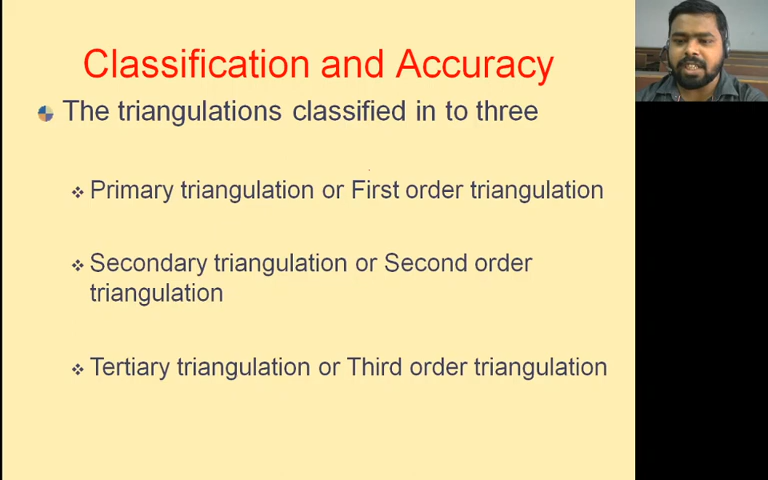 Classification and Accuracy
The triangulations classified in to three
Primary triangulation or First order triangulation
Secondary triangulation or Second order
triangulation
Tertiary triangulation or Third order triangulation